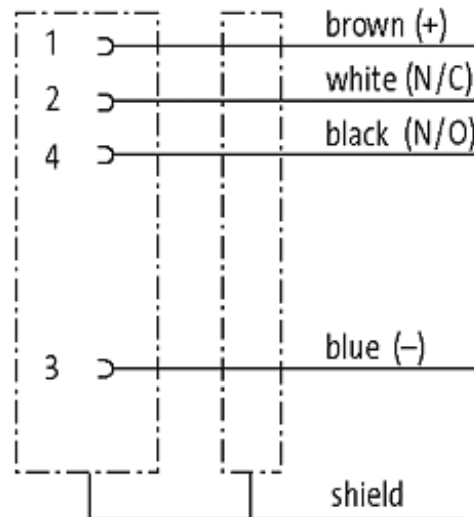 1 brown (+)
2 white (N/C)
4 black (N/O)
3 blue (–)
shield